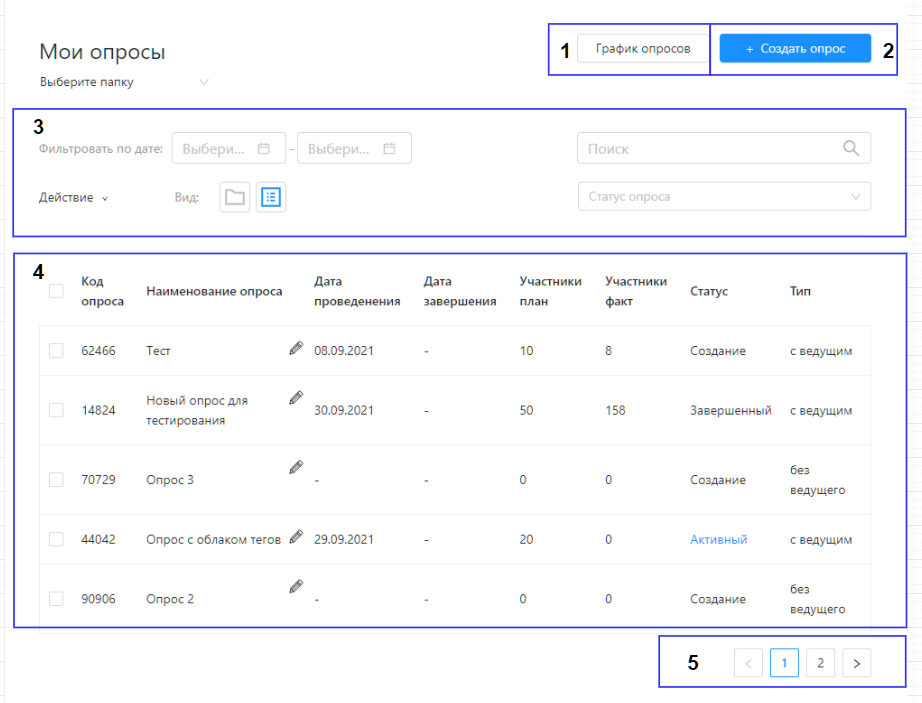 Мои опросы
1
График опросов
+ Создать опрос
2
Выберите папку
3
Фильтровать по дате:
Выбери...
-
Выбери...
Поиск
Действие
Вид:
Статус опроса
4
Код опроса
Наименование опроса
Дата проведенения
Дата завершения
Участники план
Участники факт
Статус
Тип
62466 Тест 08.09.2021 - 10 8 Создание с ведущим
14824 Новый опрос для тестирования 30.09.2021 - 50 158 Завершенный с ведущим
70729 Опрос 3 - - 0 0 Создание без ведущего
44042 Опрос с облаком тегов 29.09.2021 - 20 0 Активный с ведущим
90906 Опрос 2 - - 0 0 Создание без ведущего
5 < 1 2 >